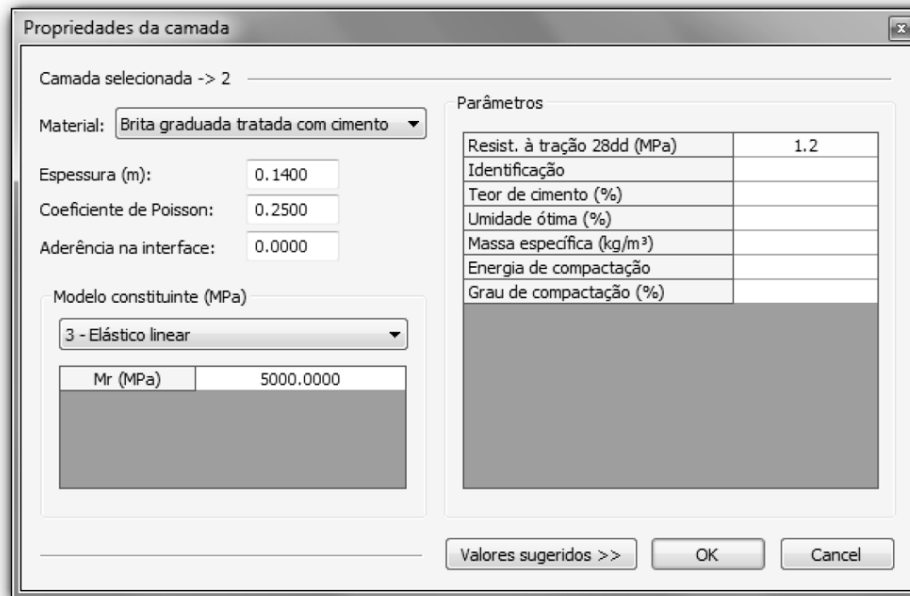 Propriedades da camada
x
Camada selecionada -> 2
Material: Brita graduada tratada com cimento
Espessura (m): 0.1400
Coeficiente de Poisson: 0.2500
Aderência na interface: 0.0000
Modelo constituinte (MPa)
3 - Elástico linear
Mr (MPa) 5000.0000
Parâmetros
Resist. à tração 28dd (MPa) 1.2
Identificação
Teor de cimento (%)
Umidade ótima (%)
Massa específica (kg/m³)
Energia de compactação
Grau de compactação (%)
Valores sugeridos >> OK Cancel